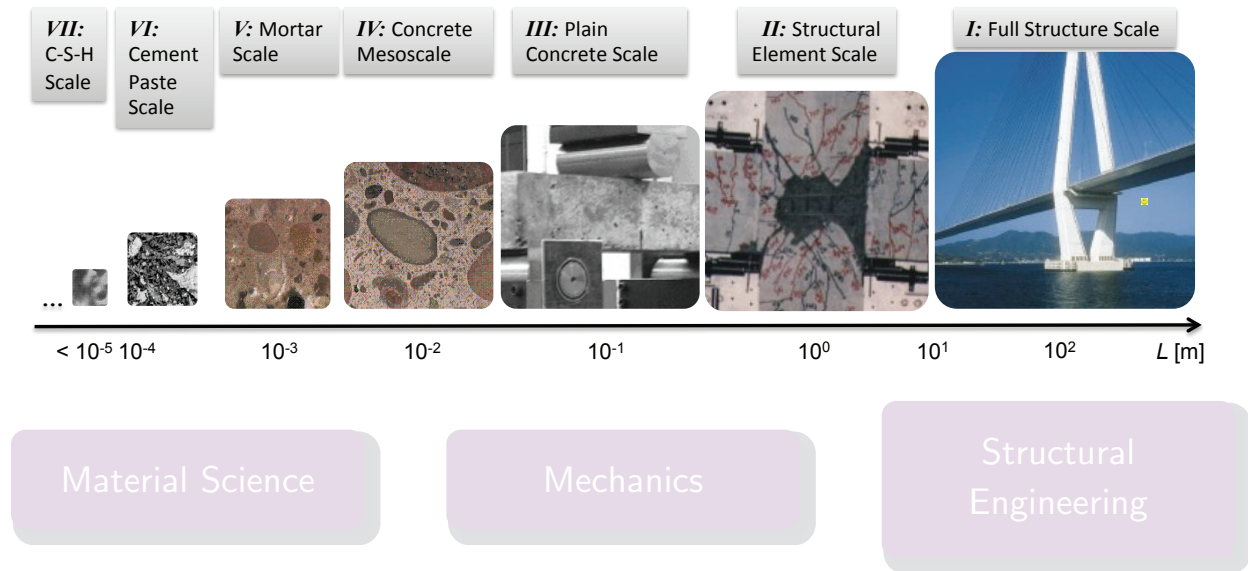 VII:
C-S-H
Scale
VI:
Cement
Paste
Scale
V: Mortar
Scale
IV: Concrete
Mesoscale
III: Plain
Concrete Scale
II: Structural
Element Scale
I: Full Structure Scale
...
< 10⁻⁵ 10⁻⁴ 10⁻³ 10⁻² 10⁻¹ 10⁰ 10¹ 10² L [m]
Material Science
Mechanics
Structural
Engineering